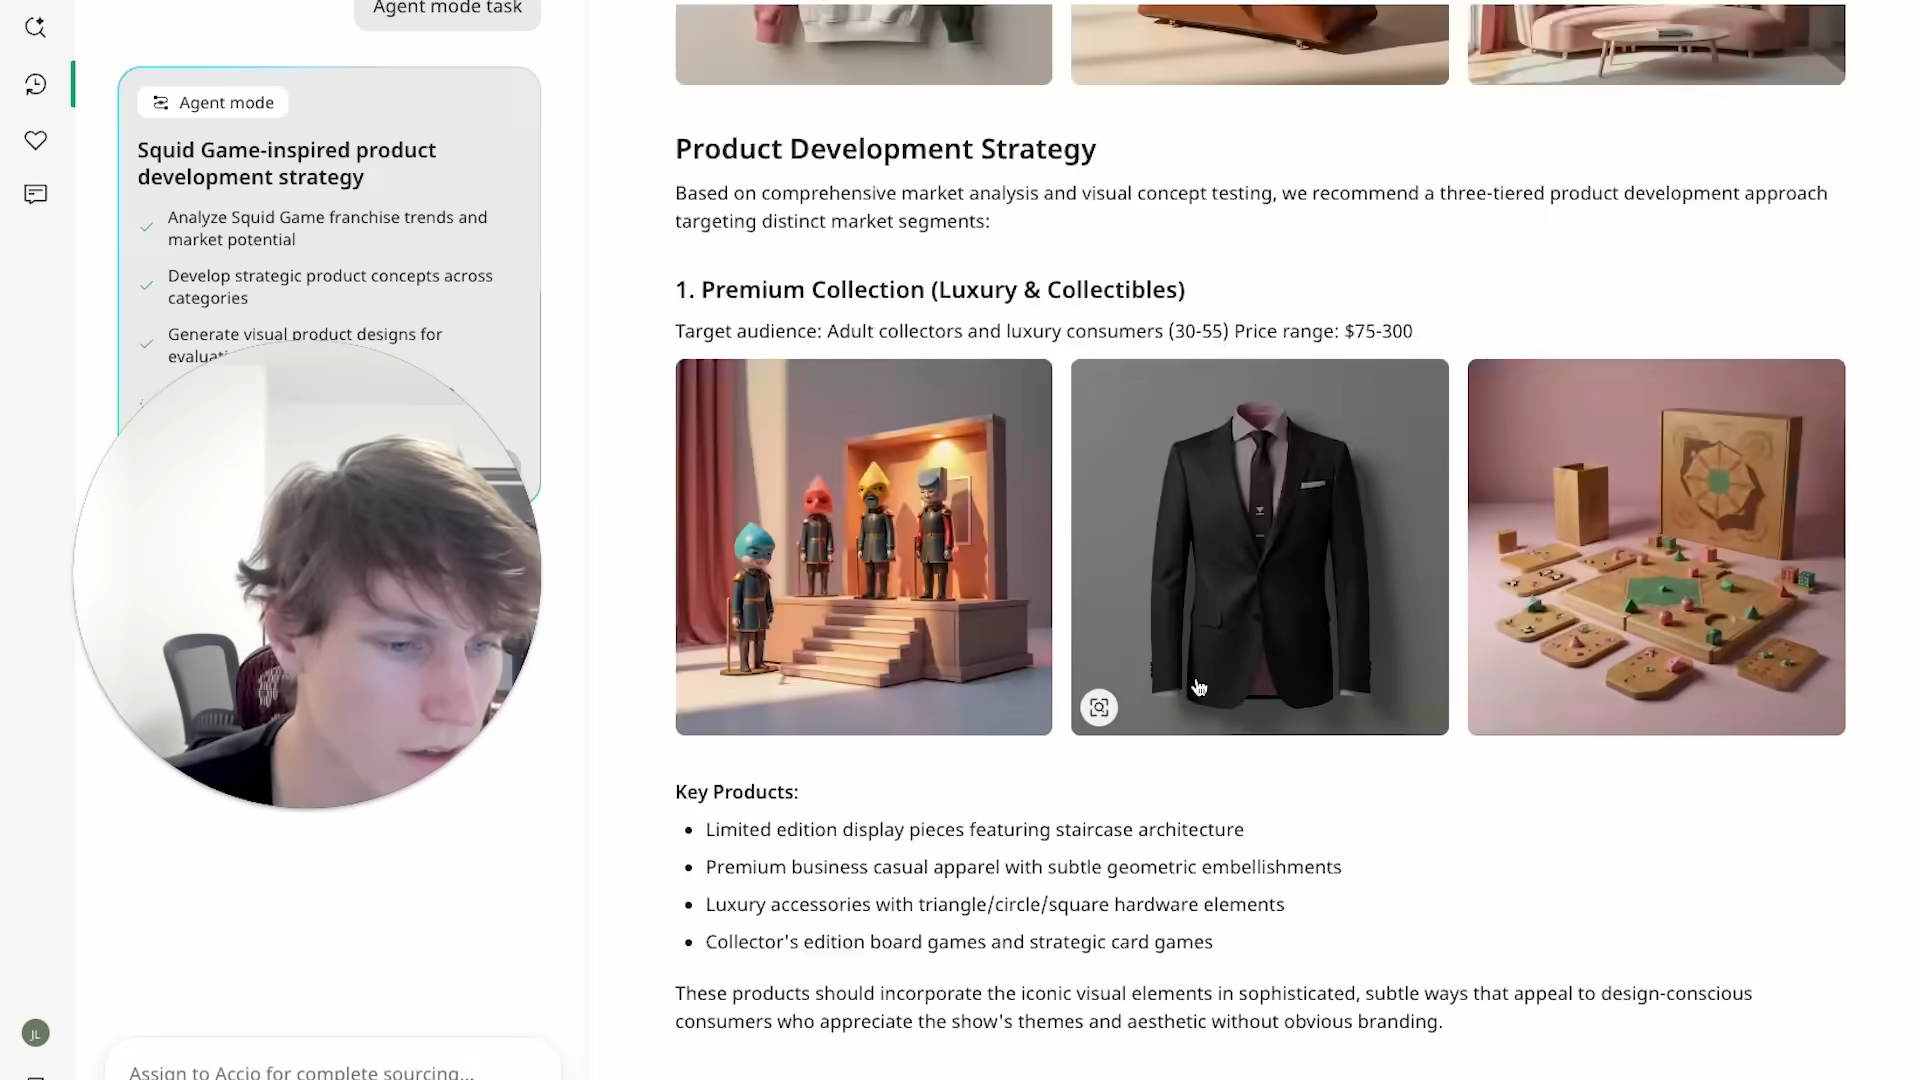 Agent mode task
Agent mode
Squid Game-inspired product
development strategy
Analyze Squid Game franchise trends and
market potential
Develop strategic product concepts across
categories
Generate visual product designs for
Product Development Strategy
Based on comprehensive market analysis and visual concept testing, we recommend a three-tiered product development approach
targeting distinct market segments:
1. Premium Collection (Luxury & Collectibles)
Target audience: Adult collectors and luxury consumers (30-55) Price range: $75-300
Key Products:
• Limited edition display pieces featuring staircase architecture
• Premium business casual apparel with subtle geometric embellishments
• Luxury accessories with triangle/circle/square hardware elements
• Collector's edition board games and strategic card games
These products should incorporate the iconic visual elements in sophisticated, subtle ways that appeal to design-conscious
consumers who appreciate the show's themes and aesthetic without obvious branding.
JL
Assign to Accio for complete sourcing...